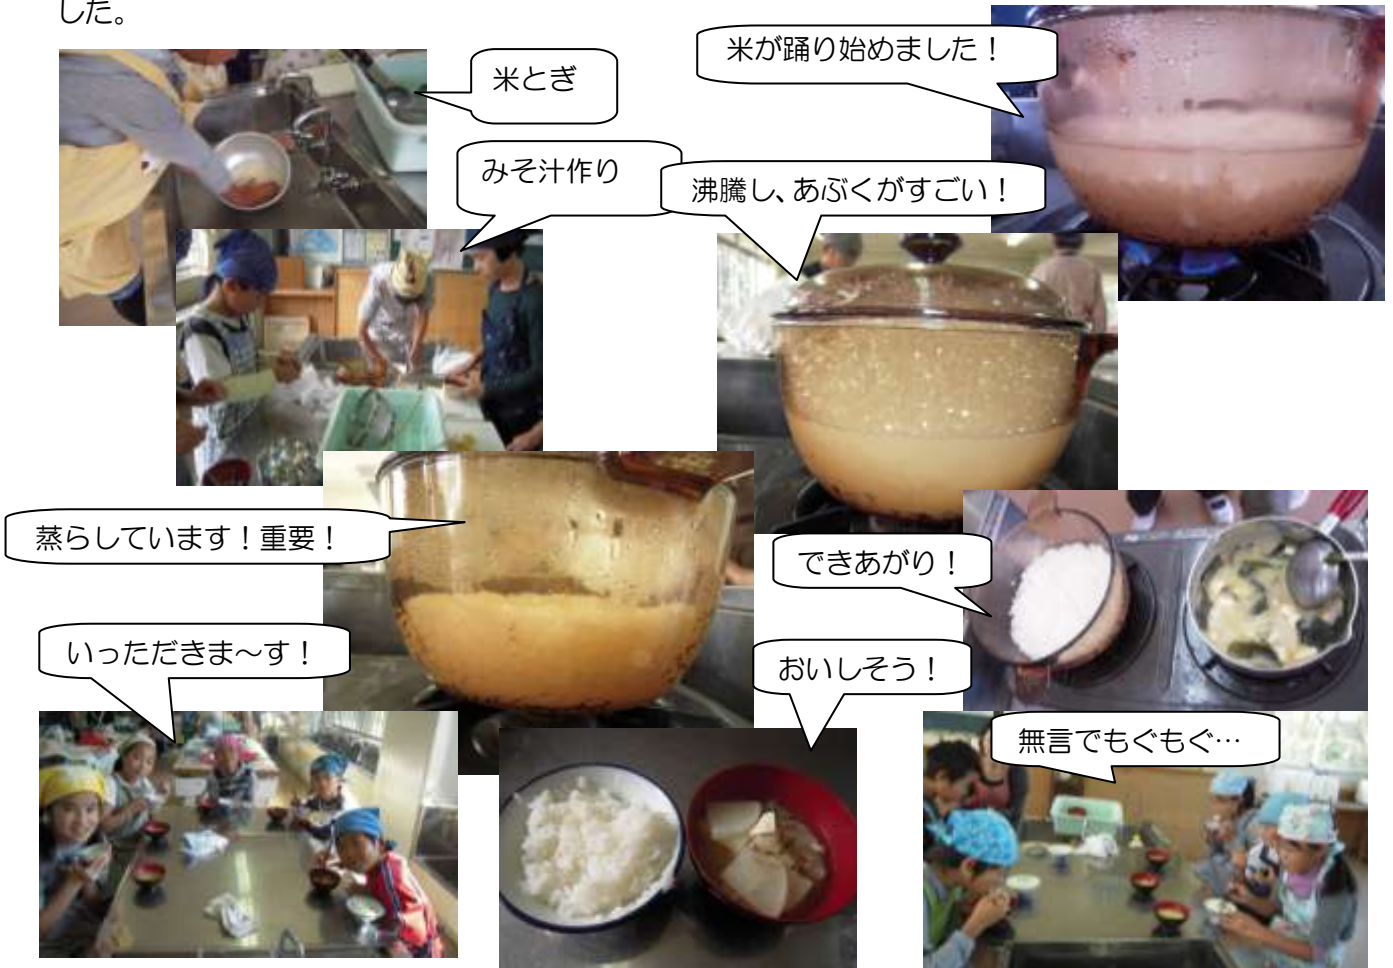 した。
米とぎ
米が踊り始めました！
みそ汁作り
沸騰し、あぶくがすごい！
蒸らしています！重要！
できあがり！
いっただきま～す！
おいしそう！
無言でもぐもぐ…